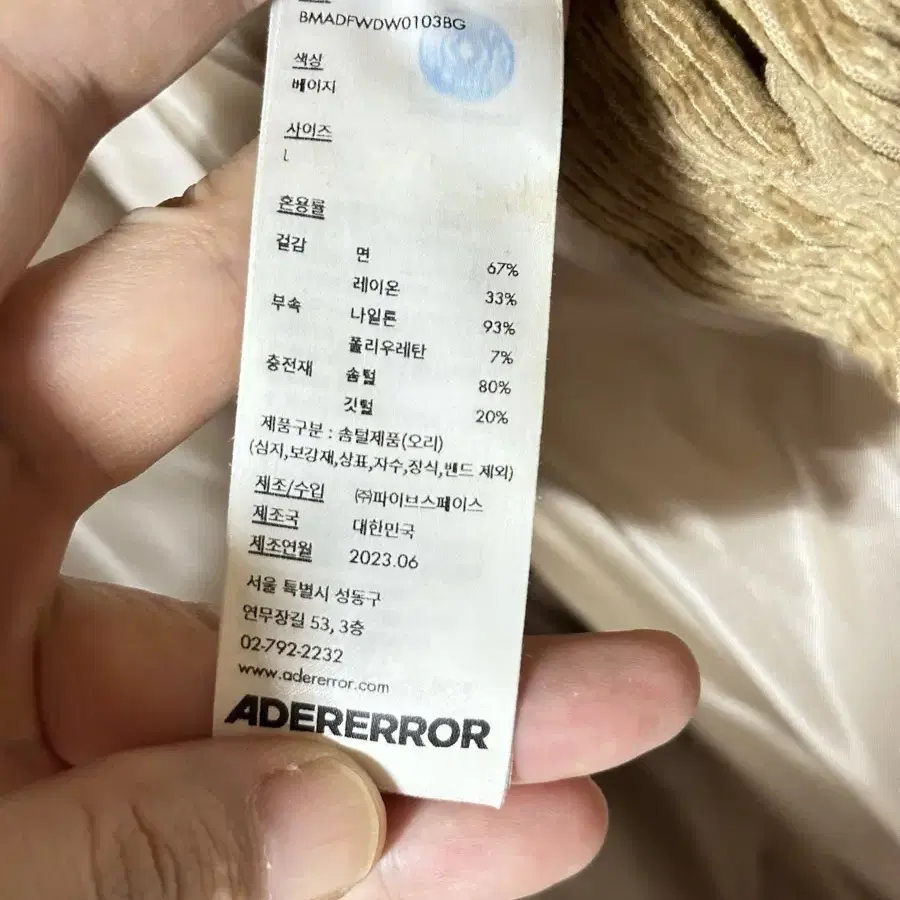 BMADFWDW0103BG
색상
베이지
사이즈
L
혼용률
겉감 면 67%
레이온 33%
부속 나일론 93%
폴리우레탄 7%
충전재 솜털 80%
깃털 20%
제품구분 : 솜털제품(오리)
(심지,보강재,상표,자수,장식,밴드 제외)
제조/수입 ㈜파이브스페이스
제조국 대한민국
제조연월 2023.06
서울 특별시 성동구
연무장길 53, 3층
02-792-2232
www.adererror.com
ADERERROR